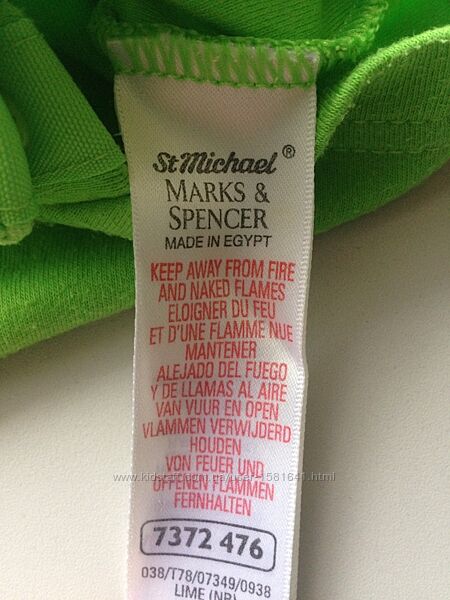 St Michael®
MARKS &
SPENCER
MADE IN EGYPT
KEEP AWAY FROM FIRE
AND NAKED FLAMES
ELOIGNER DU FEU
ET D'UNE FLAMME NUE
MANTENER
ALEJADO DEL FUEGO
Y DE LLAMAS AL AIRE
VAN VUUR EN OPEN
VLAMMEN VERWIJDERD
HOUDEN
VON FEUER UND
OFFENEN FLAMMEN
FERNHALTEN
7372 476
038/T78/07349/0938
LIME (NP)